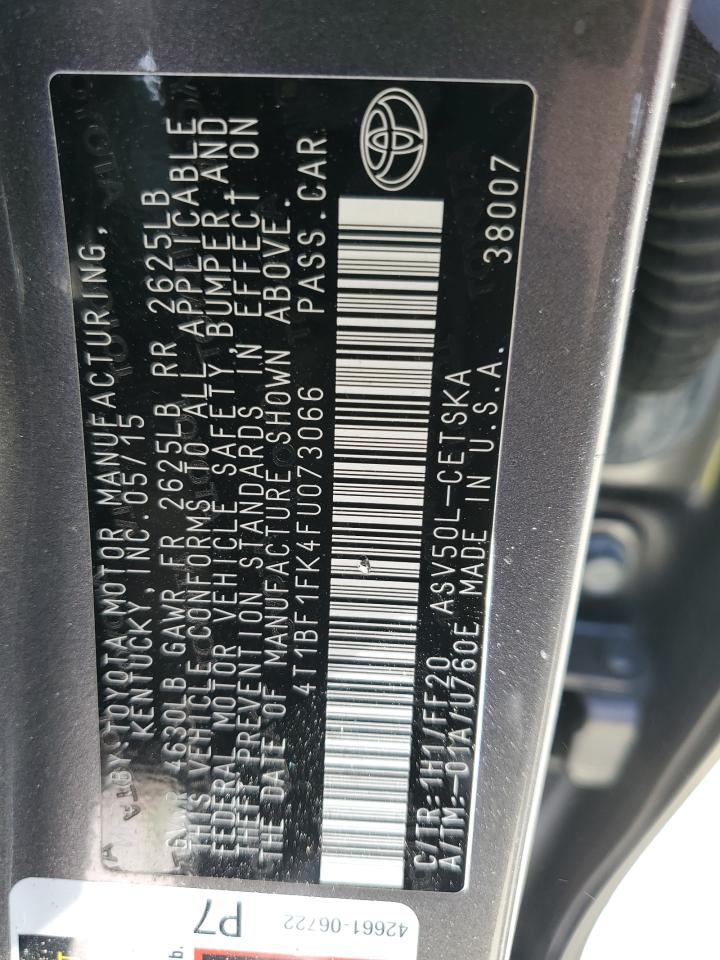 MFD.BY:TOYOTA MOTOR MANUFACTURING,
KENTUCKY, INC.05/15
GVWR 4630LB GAWR FR 2625LB RR 2625LB
THIS VEHICLE CONFORMS TO ALL APPLICABLE
FEDERAL MOTOR VEHICLE SAFETY, BUMPER AND
THEFT PREVENTION STANDARDS IN EFFECT ON
THE DATE OF MANUFACTURE SHOWN ABOVE.
4T1BF1FK4FU073066 PASS.CAR
C/TR:1H1/FF20 ASV50L-CETSKA
A/TM:-01A/U760E MADE IN U.S.A. 38007
42661-06722
P7